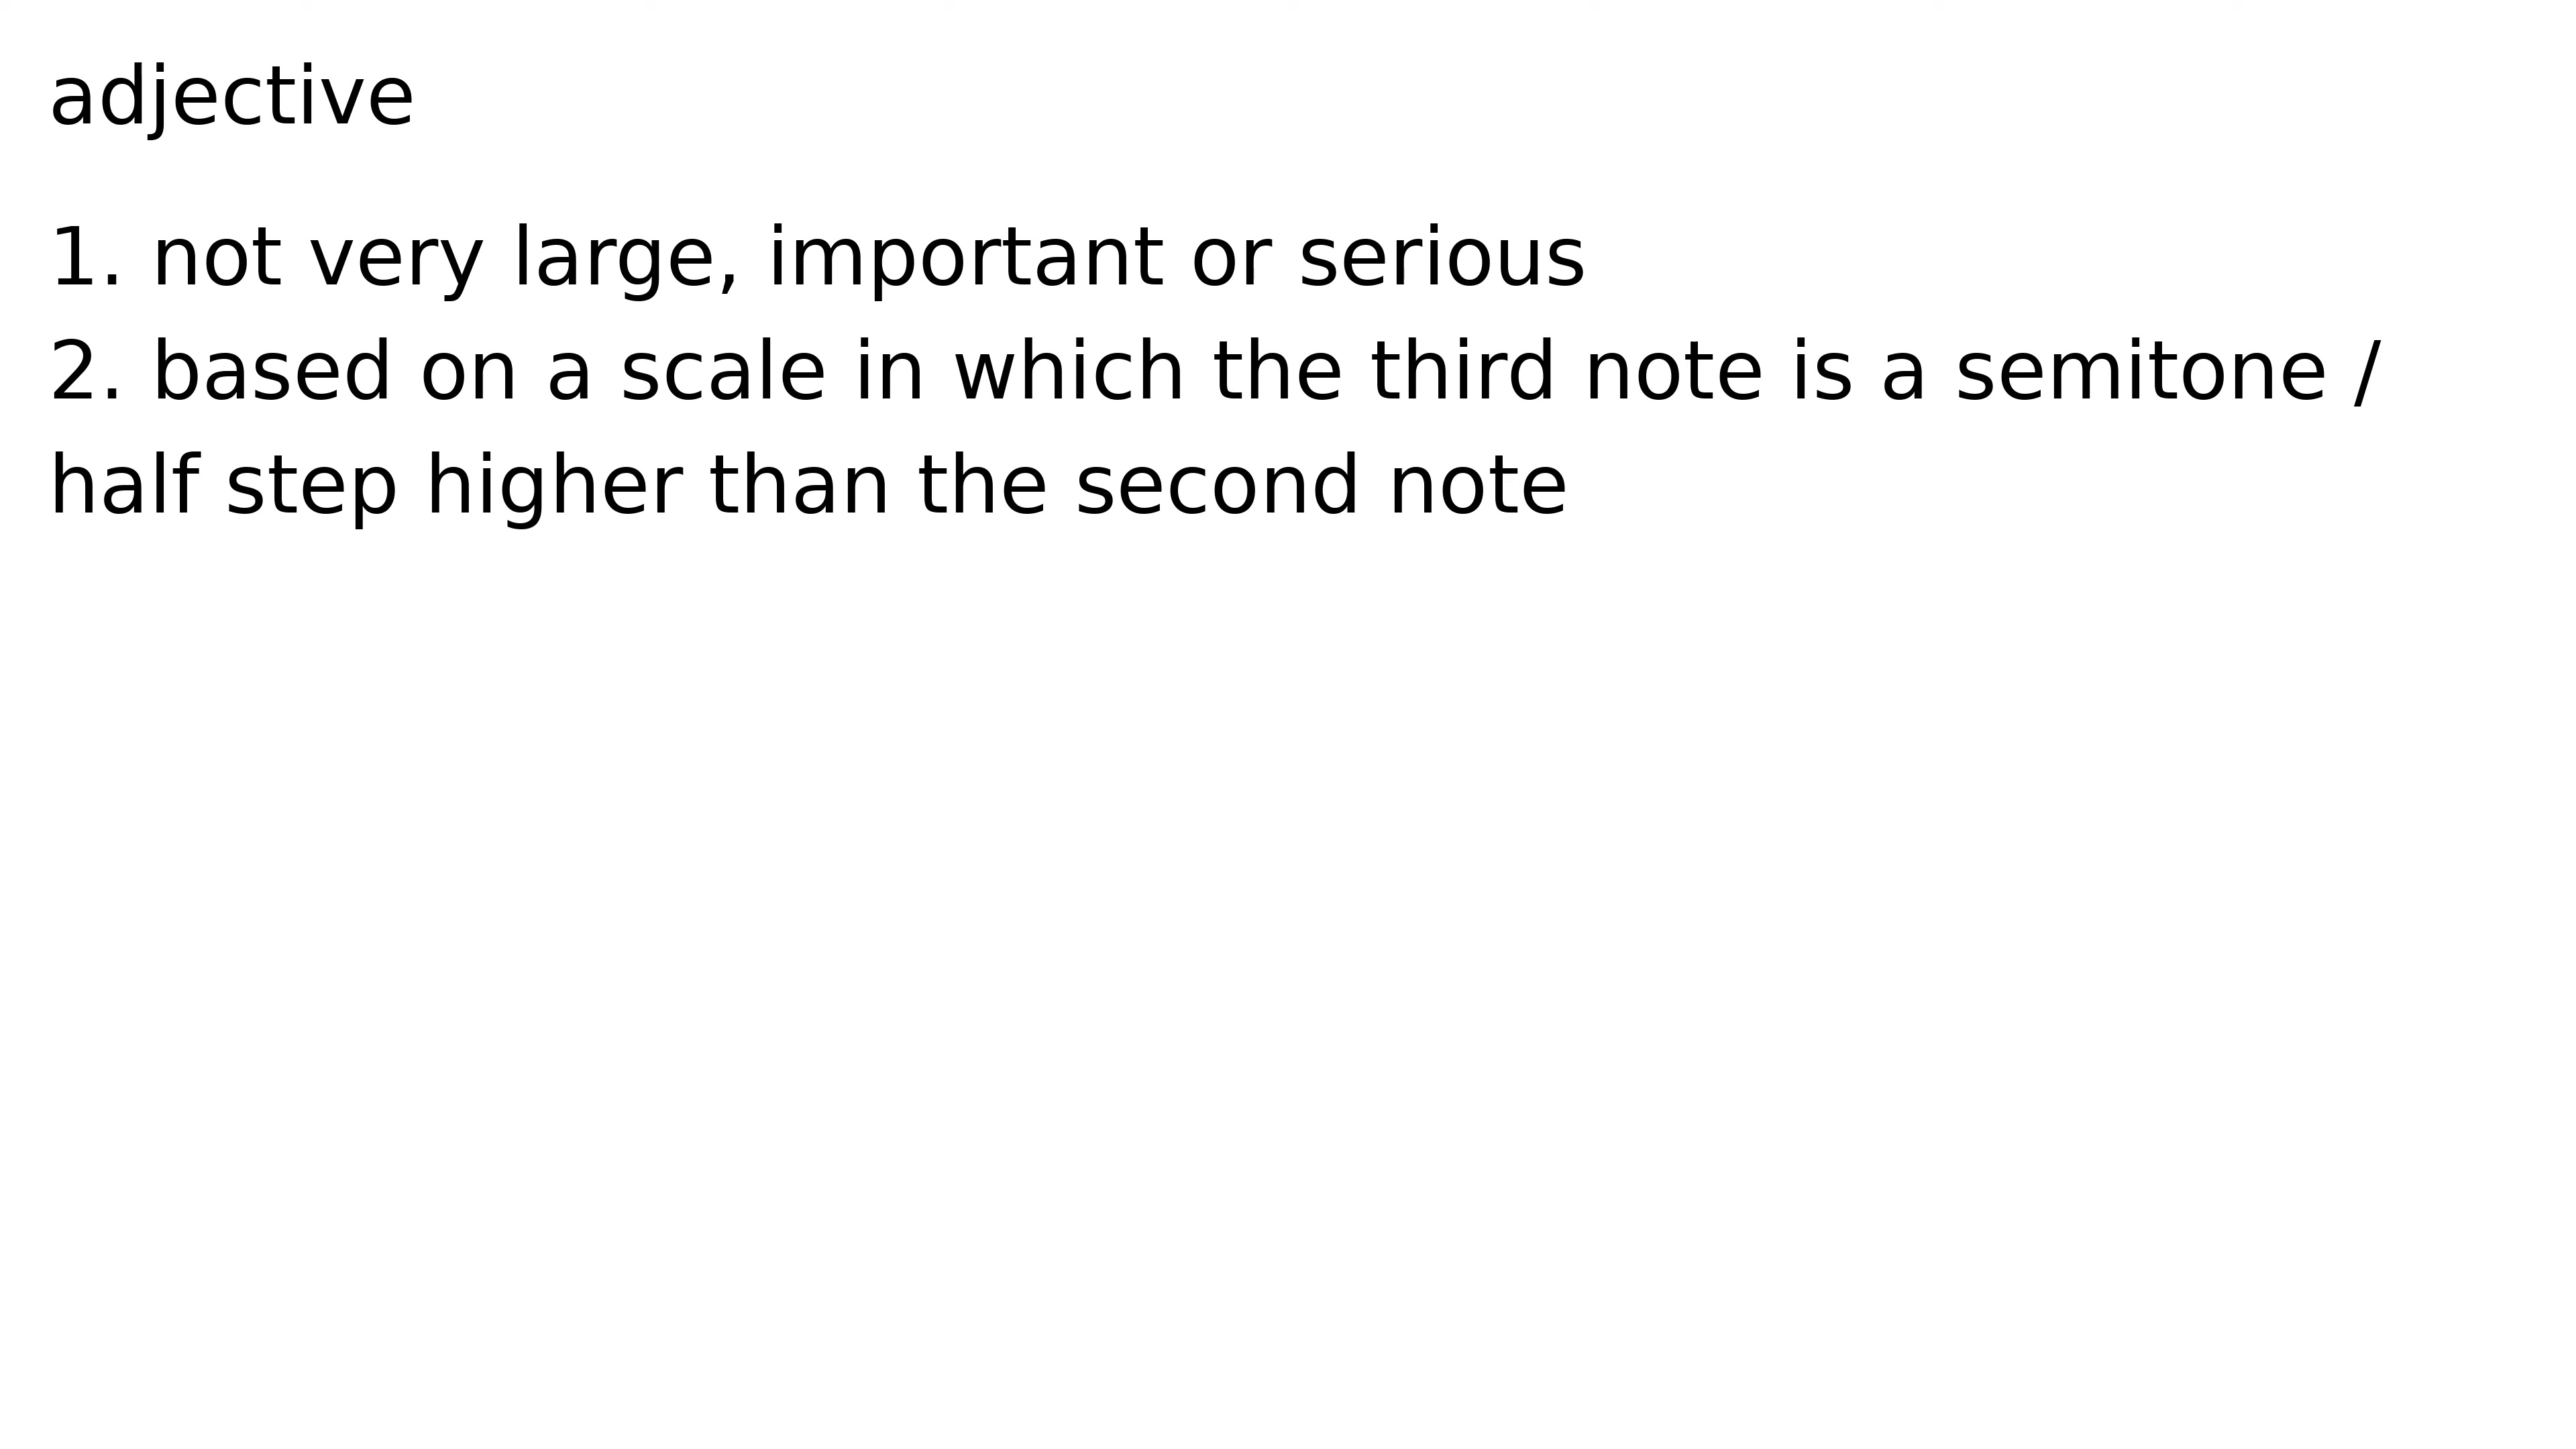 adjective
1. not very large, important or serious
2. based on a scale in which the third note is a semitone /
half step higher than the second note